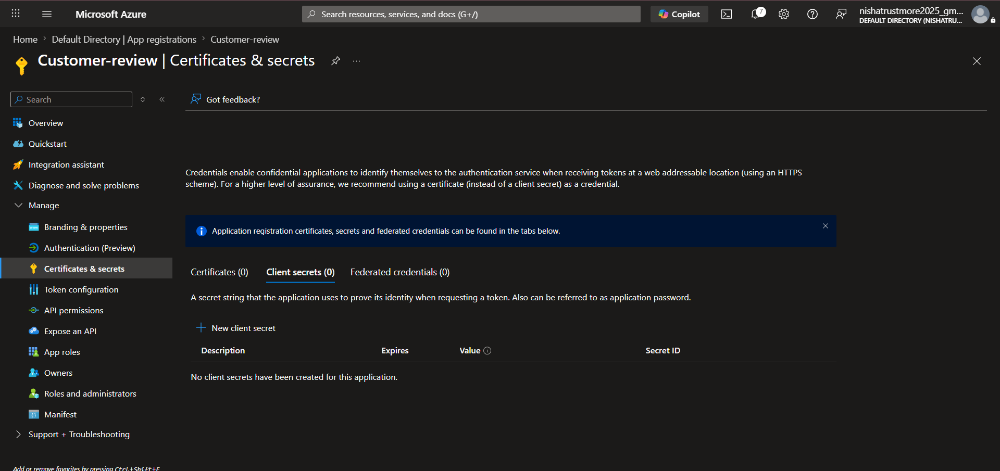 Microsoft Azure
Search resources, services, and docs (G+/)
Copilot
7
nishatrustmore2025_gm...
DEFAULT DIRECTORY (NISHATRU...
Home > Default Directory | App registrations > Customer-review
Customer-review | Certificates & secrets
Search
Got feedback?
Overview
Quickstart
Integration assistant
Diagnose and solve problems
Manage
Branding & properties
Authentication (Preview)
Certificates & secrets
Token configuration
API permissions
Expose an API
App roles
Owners
Roles and administrators
Manifest
Support + Troubleshooting
Add or remove favorites by pressing Ctrl+Shift+F
Credentials enable confidential applications to identify themselves to the authentication service when receiving tokens at a web addressable location (using an HTTPS
scheme). For a higher level of assurance, we recommend using a certificate (instead of a client secret) as a credential.
Application registration certificates, secrets and federated credentials can be found in the tabs below.
Certificates (0) Client secrets (0) Federated credentials (0)
A secret string that the application uses to prove its identity when requesting a token. Also can be referred to as application password.
New client secret
Description Expires Value Secret ID
No client secrets have been created for this application.